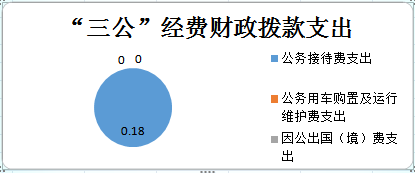 “三公”经费财政拨款支出
0 0
公务接待费支出
0.18
公务用车购置及运行
维护费支出
因公出国（境）费支
出